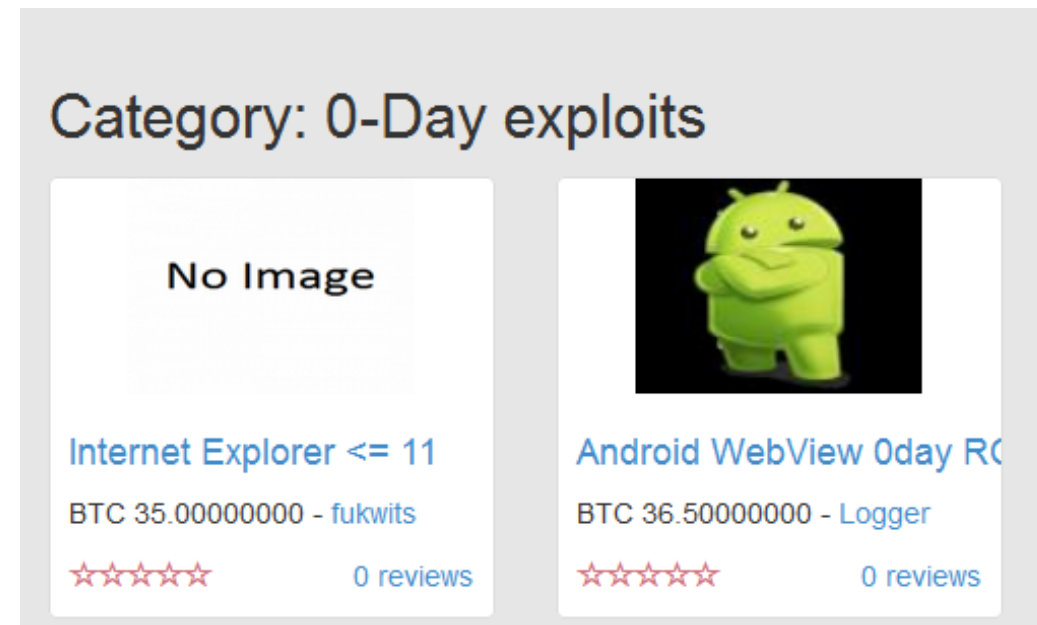 Category: 0-Day exploits
No Image
Internet Explorer <= 11
BTC 35.00000000 - fukwits
☆☆☆☆☆ 0 reviews
Android WebView 0day RC
BTC 36.50000000 - Logger
☆☆☆☆☆ 0 reviews